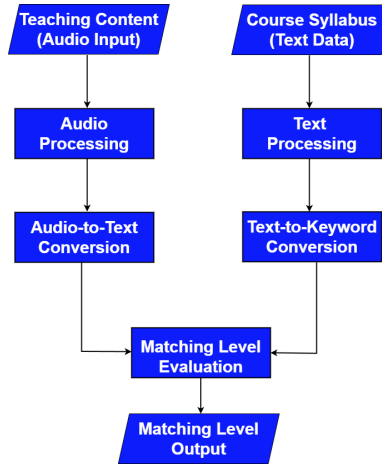 Teaching Content
(Audio Input)
Course Syllabus
(Text Data)
Audio
Processing
Text
Processing
Audio-to-Text
Conversion
Text-to-Keyword
Conversion
Matching Level
Evaluation
Matching Level
Output